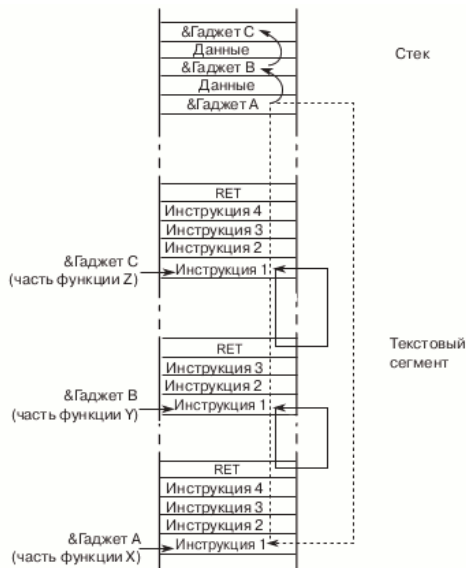 &Гаджет C
Данные
&Гаджет B
Данные
&Гаджет A
Стек
RET
Инструкция 4
Инструкция 3
Инструкция 2
Инструкция 1
&Гаджет C
(часть функции Z)
RET
Инструкция 3
Инструкция 2
Инструкция 1
&Гаджет B
(часть функции Y)
Текстовый
сегмент
RET
Инструкция 4
Инструкция 3
Инструкция 2
Инструкция 1
&Гаджет A
(часть функции X)